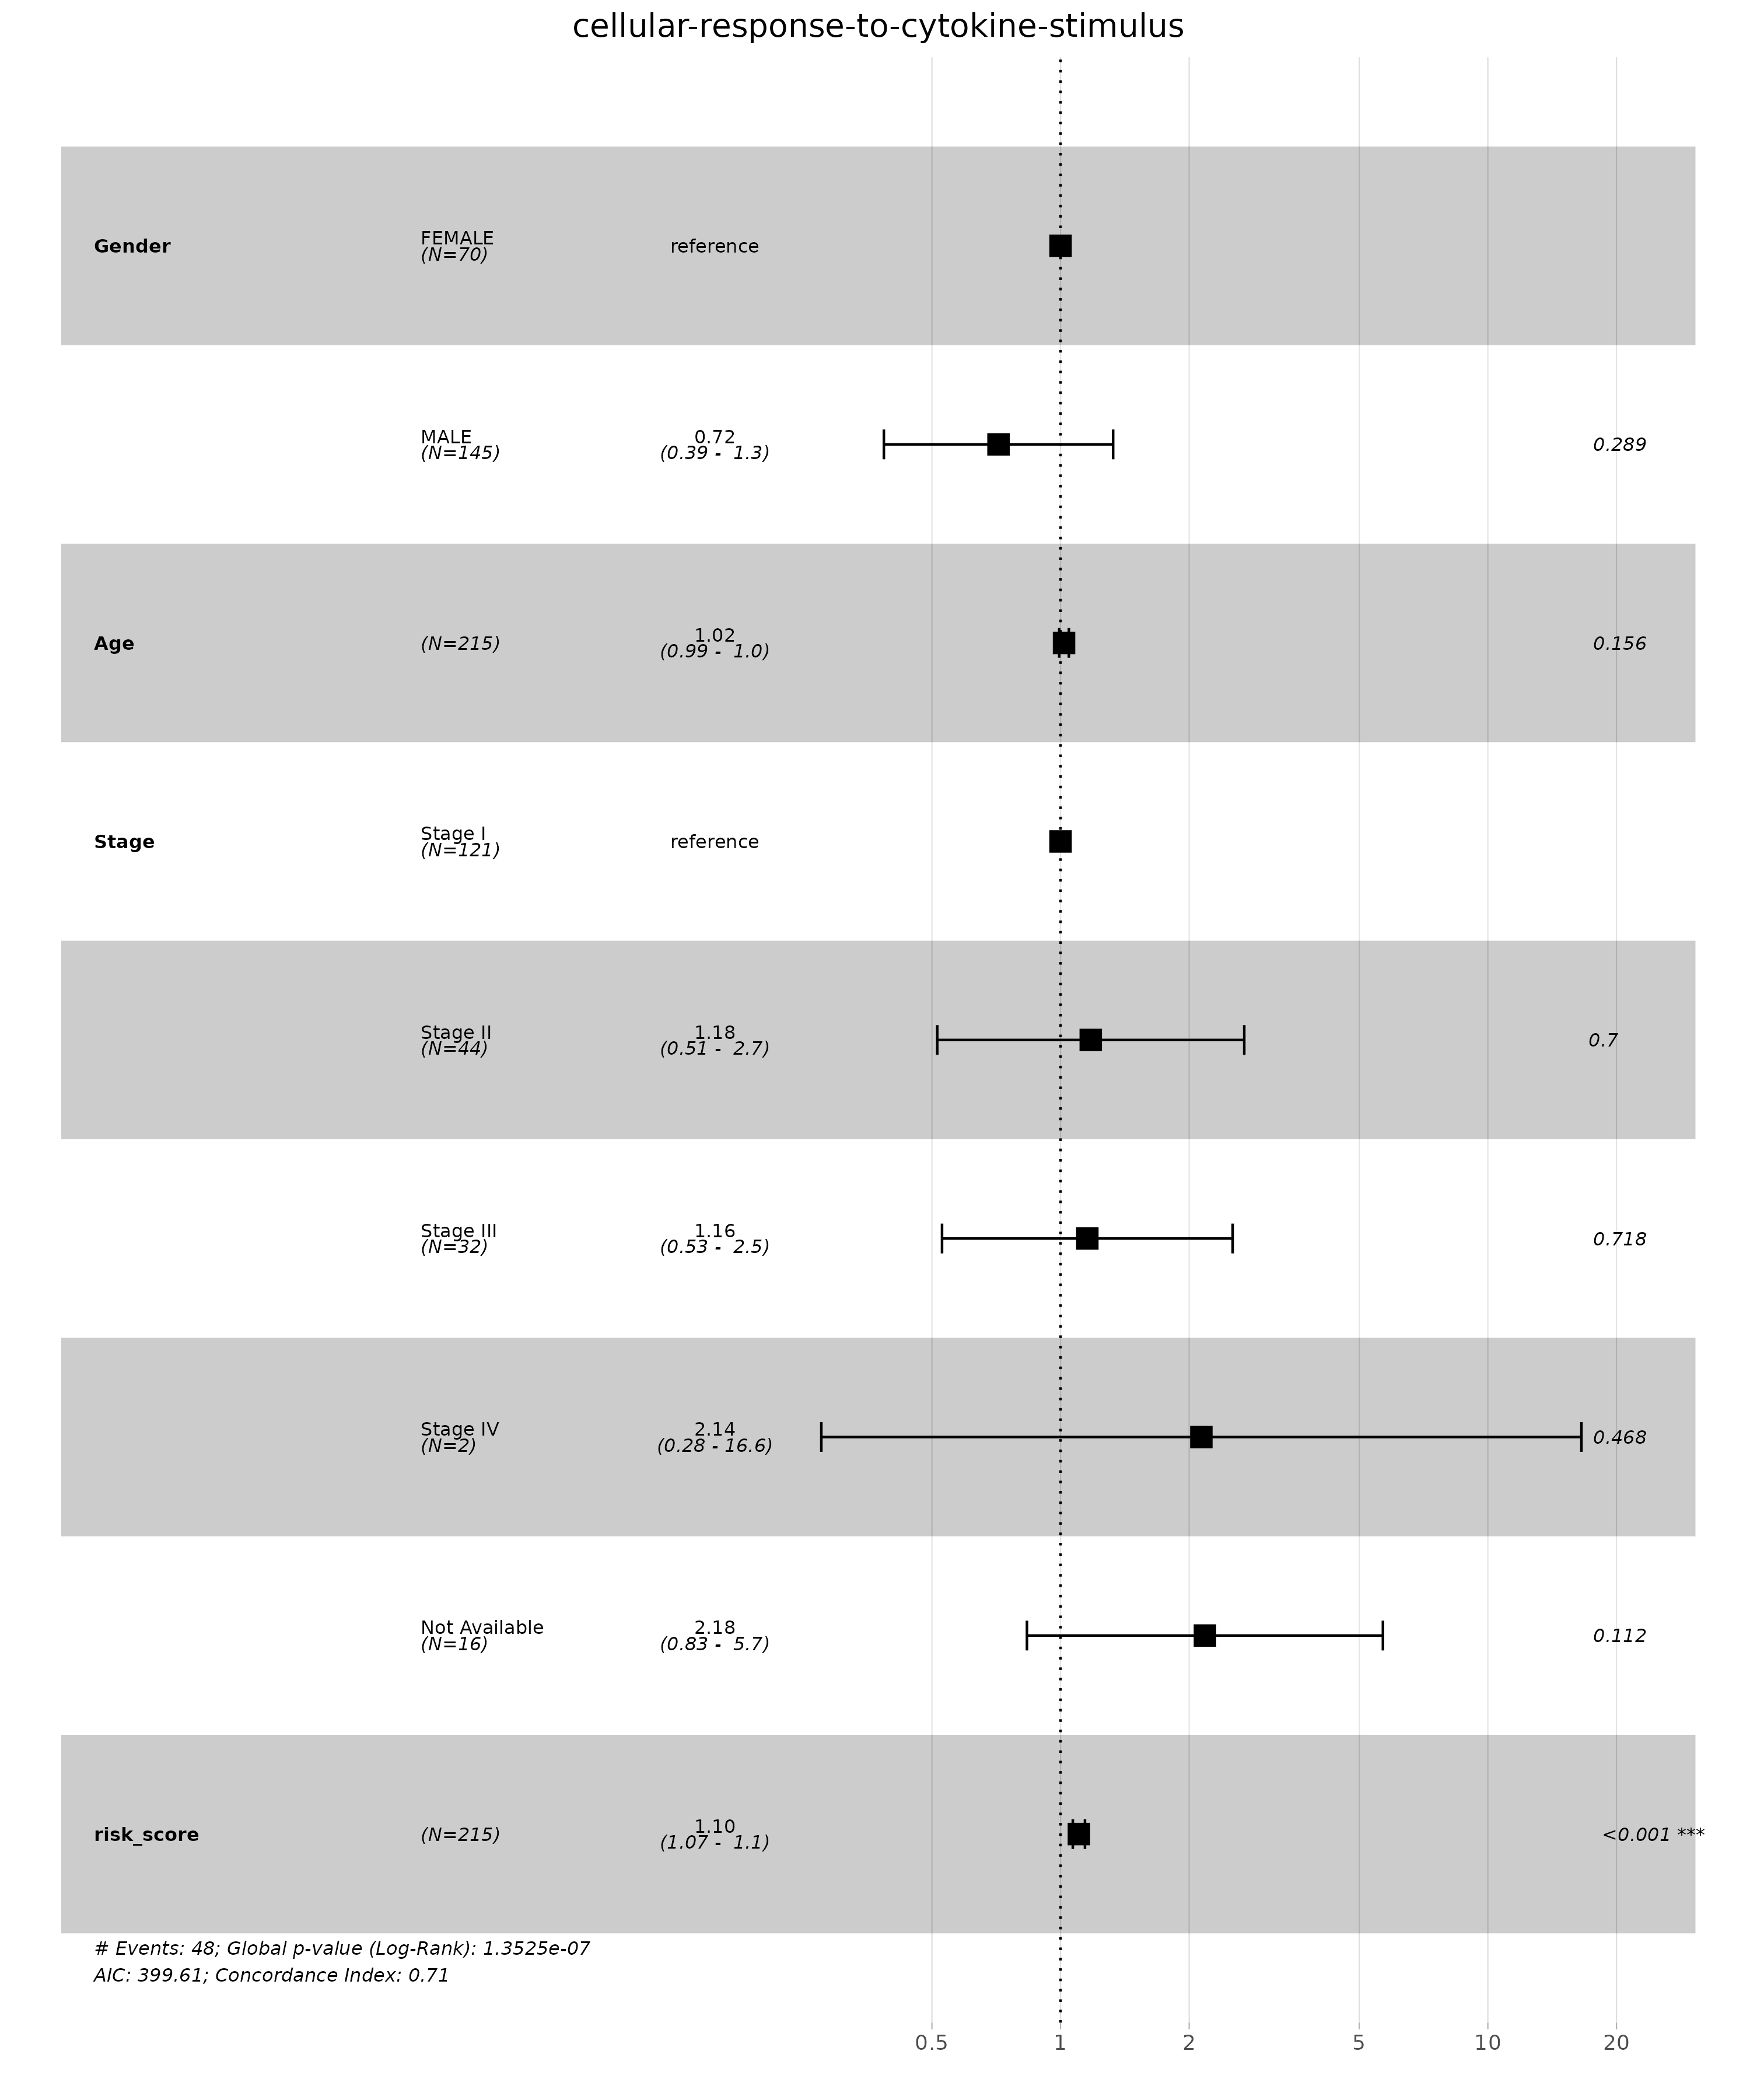 cellular-response-to-cytokine-stimulus
Gender
FEMALE
(N=70)
reference
MALE
(N=145)
0.72
(0.39 -  1.3)
0.289
Age
(N=215)
1.02
(0.99 -  1.0)
0.156
Stage
Stage I
(N=121)
reference
Stage II
(N=44)
1.18
(0.51 -  2.7)
0.7
Stage III
(N=32)
1.16
(0.53 -  2.5)
0.718
Stage IV
(N=2)
2.14
(0.28 - 16.6)
0.468
Not Available
(N=16)
2.18
(0.83 -  5.7)
0.112
risk_score
(N=215)
1.10
(1.07 -  1.1)
<0.001 ***
# Events: 48; Global p-value (Log-Rank): 1.3525e-07
AIC: 399.61; Concordance Index: 0.71
0.5 1 2 5 10 20